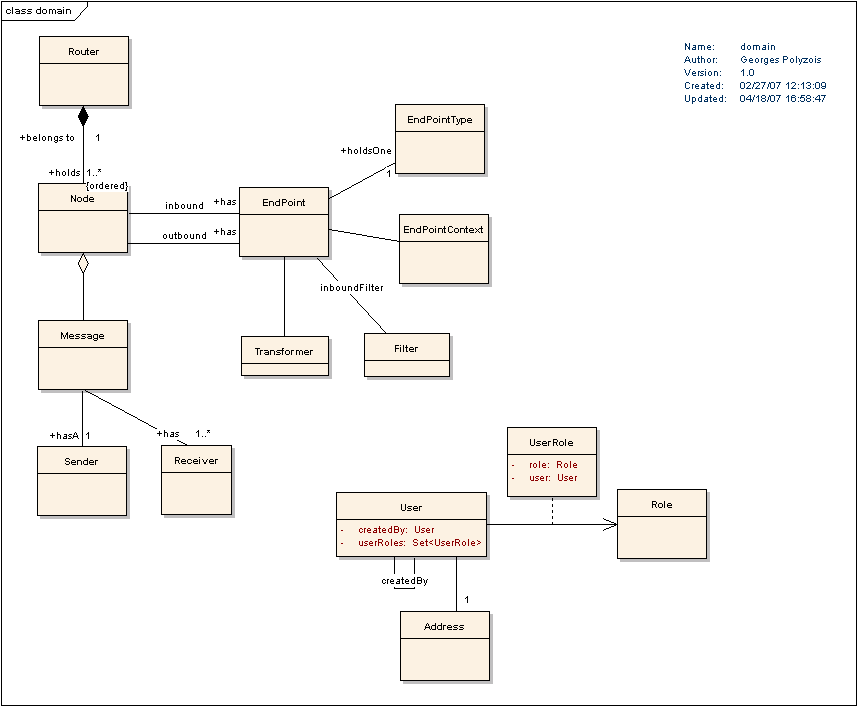 class domain
Name: domain
Author: Georges Polyzois
Version: 1.0
Created: 02/27/07 12:13:09
Updated: 04/18/07 16:58:47
Router
+belongs to 1
+holds 1..*
{ordered}
Node
EndPointType
+holdsOne
1
inbound +has
outbound +has
EndPoint
EndPointContext
inboundFilter
Message
Transformer
Filter
+hasA 1
+has 1..*
Sender
Receiver
UserRole
- role: Role
- user: User
User
- createdBy: User
- userRoles: Set<UserRole>
Role
createdBy
1
Address